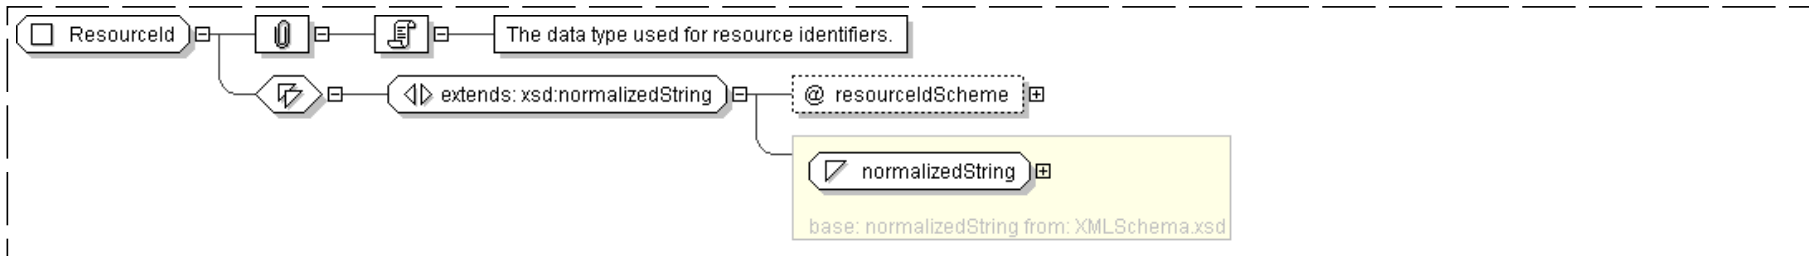 ResourceId
The data type used for resource identifiers.
extends: xsd:normalizedString
@ resourceIdScheme
normalizedString
base: normalizedString from: XMLSchema.xsd